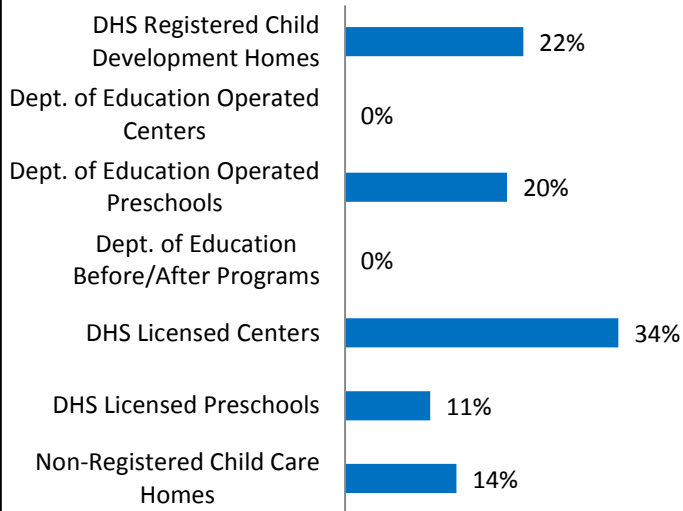 DHS Registered Child
Development Homes
22%
Dept. of Education Operated
Centers
0%
Dept. of Education Operated
Preschools
20%
Dept. of Education
Before/After Programs
0%
DHS Licensed Centers
34%
DHS Licensed Preschools
11%
Non-Registered Child Care
Homes
14%